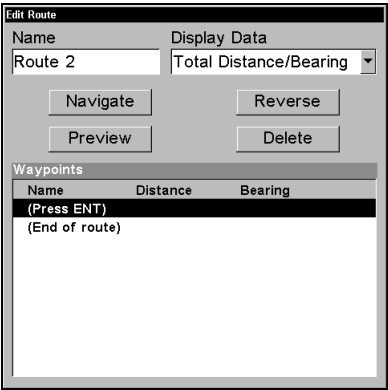 Edit Route
Name Display Data
Route 2 Total Distance/Bearing
Navigate Reverse
Preview Delete
Waypoints
Name Distance Bearing
(Press ENT)
(End of route)